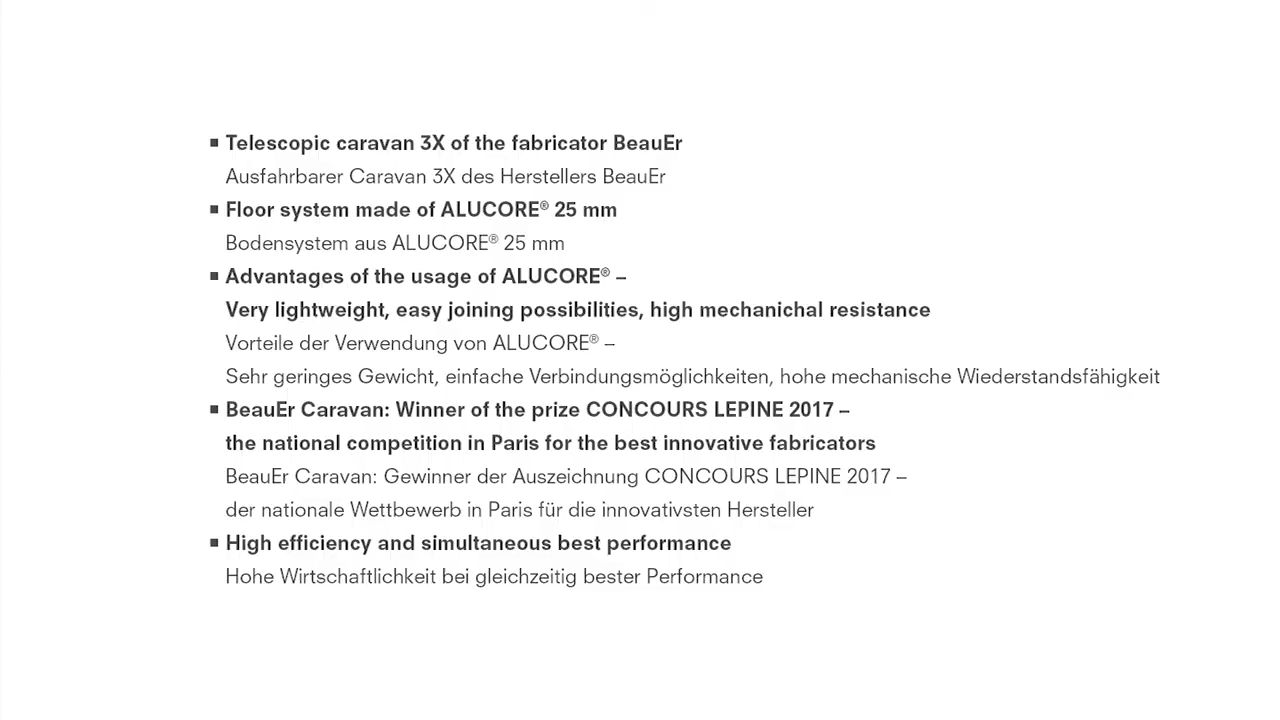 ▪ Telescopic caravan 3X of the fabricator BeauEr
Ausfahrbarer Caravan 3X des Herstellers BeauEr
▪ Floor system made of ALUCORE® 25 mm
Bodensystem aus ALUCORE® 25 mm
▪ Advantages of the usage of ALUCORE® –
Very lightweight, easy joining possibilities, high mechanichal resistance
Vorteile der Verwendung von ALUCORE® –
Sehr geringes Gewicht, einfache Verbindungsmöglichkeiten, hohe mechanische Wiederstandsfähigkeit
▪ BeauEr Caravan: Winner of the prize CONCOURS LEPINE 2017 –
the national competition in Paris for the best innovative fabricators
BeauEr Caravan: Gewinner der Auszeichnung CONCOURS LEPINE 2017 –
der nationale Wettbewerb in Paris für die innovativsten Hersteller
▪ High efficiency and simultaneous best performance
Hohe Wirtschaftlichkeit bei gleichzeitig bester Performance